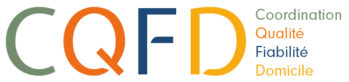 CQFD
Coordination
Qualité
Fiabilité
Domicile